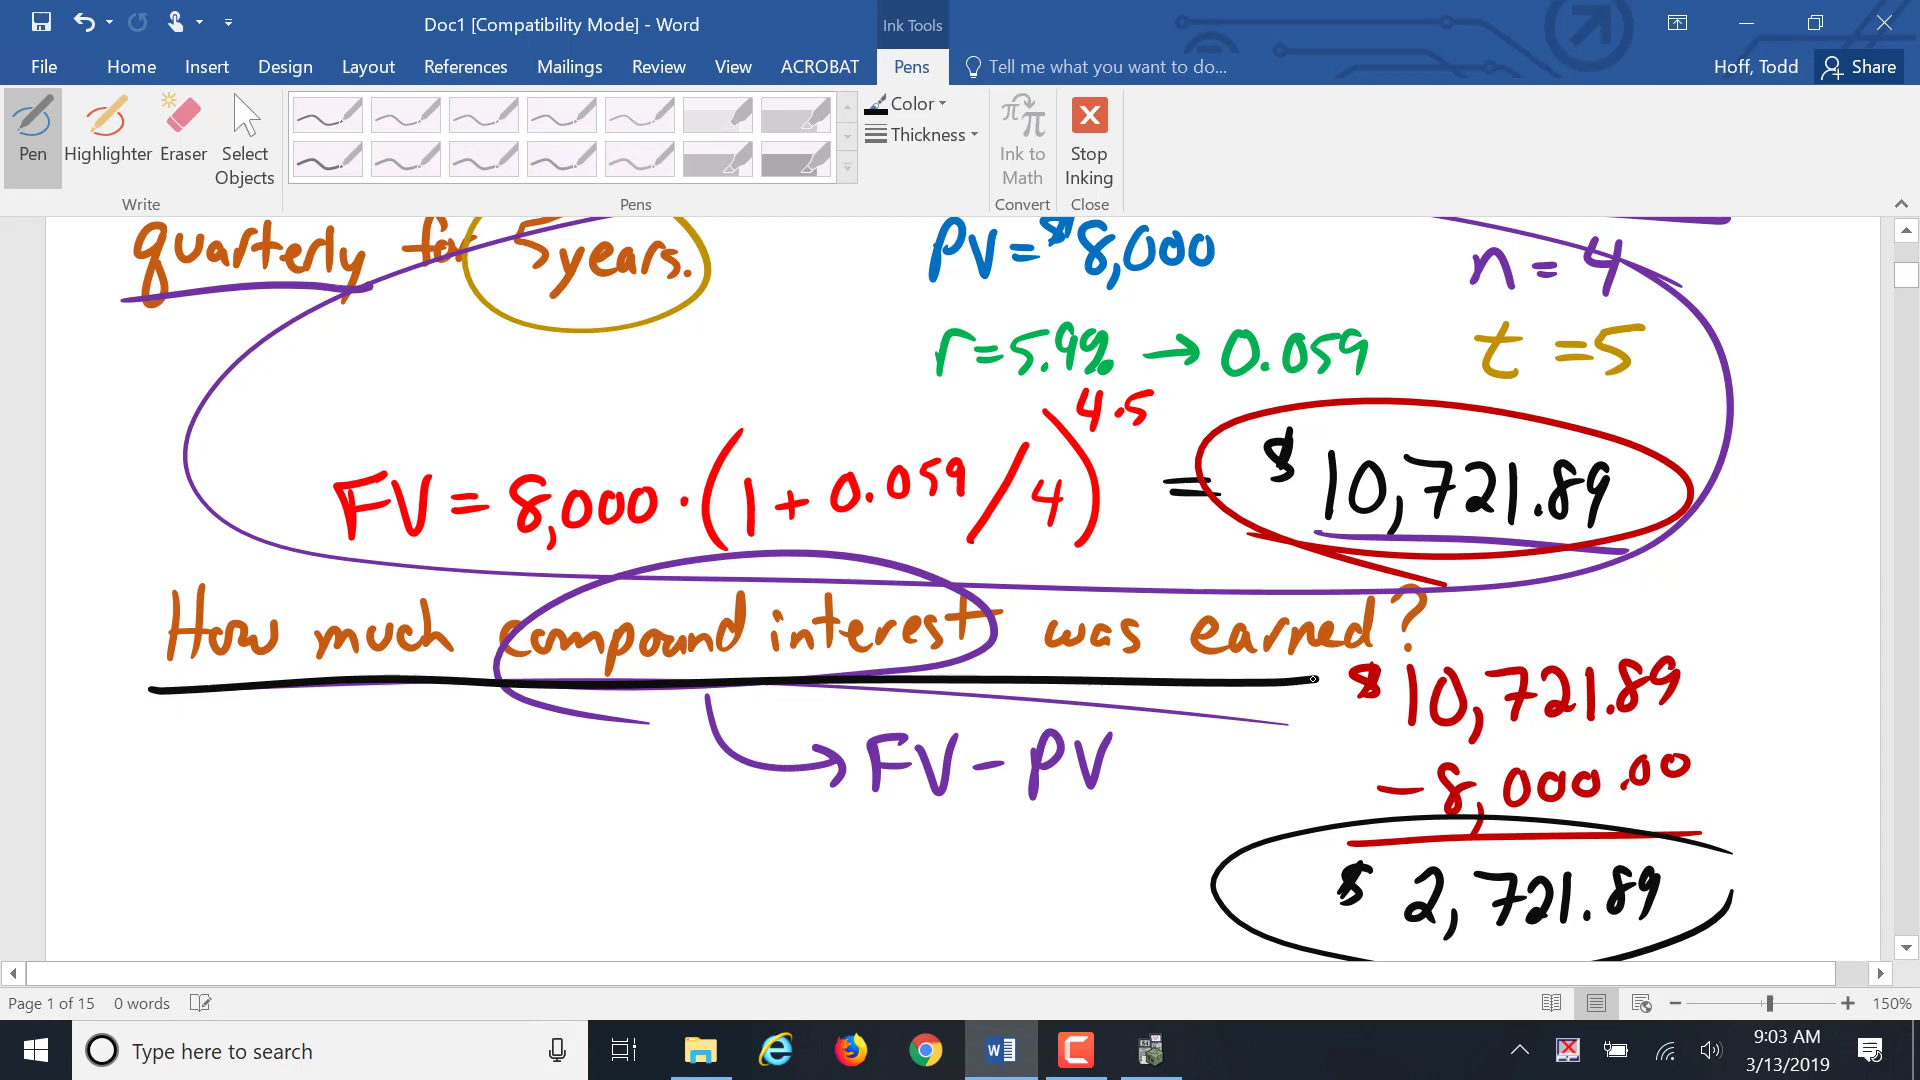 Doc1 [Compatibility Mode] - Word
Ink Tools
File Home Insert Design Layout References Mailings Review View ACROBAT Pens Tell me what you want to do... Hoff, Todd Share
Pen Highlighter Eraser Select Objects
Color
Thickness
Ink to Math
Stop Inking
Write Pens Convert Close
quarterly for 5 years.
PV = $8,000
n = 4
r = 5.9% → 0.059
t = 5
FV = 8,000 · (1 + 0.059 / 4)^4·5 = $10,721.89
How much compound interest was earned?
$10,721.89
→ FV - PV
- 8,000.00
$ 2,721.89
Page 1 of 15 0 words
150%
Type here to search
9:03 AM
3/13/2019